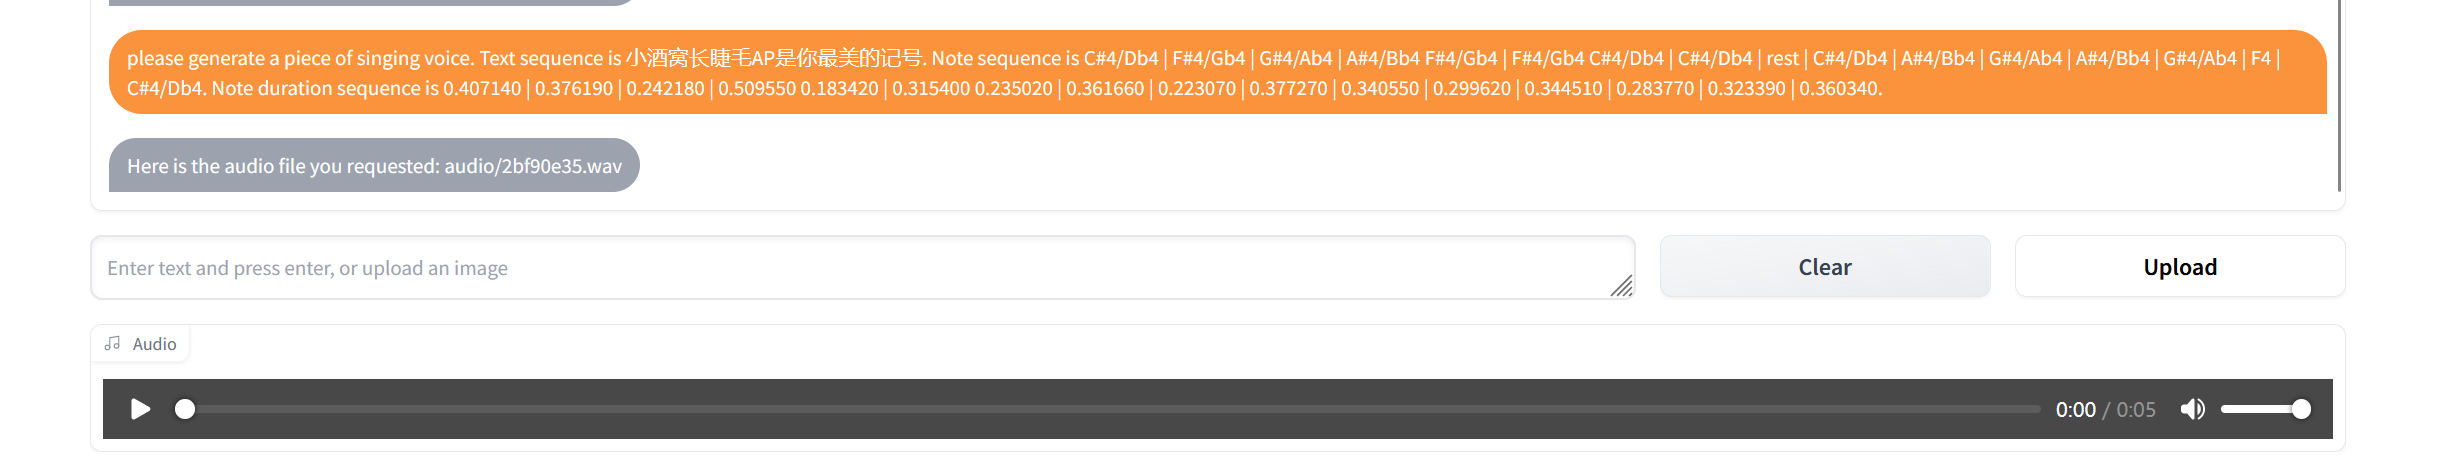 please generate a piece of singing voice. Text sequence is 小酒窝长睫毛AP是你最美的记号. Note sequence is C#4/Db4 | F#4/Gb4 | G#4/Ab4 | A#4/Bb4 F#4/Gb4 | F#4/Gb4 C#4/Db4 | C#4/Db4 | rest | C#4/Db4 | A#4/Bb4 | G#4/Ab4 | A#4/Bb4 | G#4/Ab4 | F4 |
C#4/Db4. Note duration sequence is 0.407140 | 0.376190 | 0.242180 | 0.509550 0.183420 | 0.315400 0.235020 | 0.361660 | 0.223070 | 0.377270 | 0.340550 | 0.299620 | 0.344510 | 0.283770 | 0.323390 | 0.360340.
Here is the audio file you requested: audio/2bf90e35.wav
Enter text and press enter, or upload an image
Clear
Upload
Audio
0:00 / 0:05